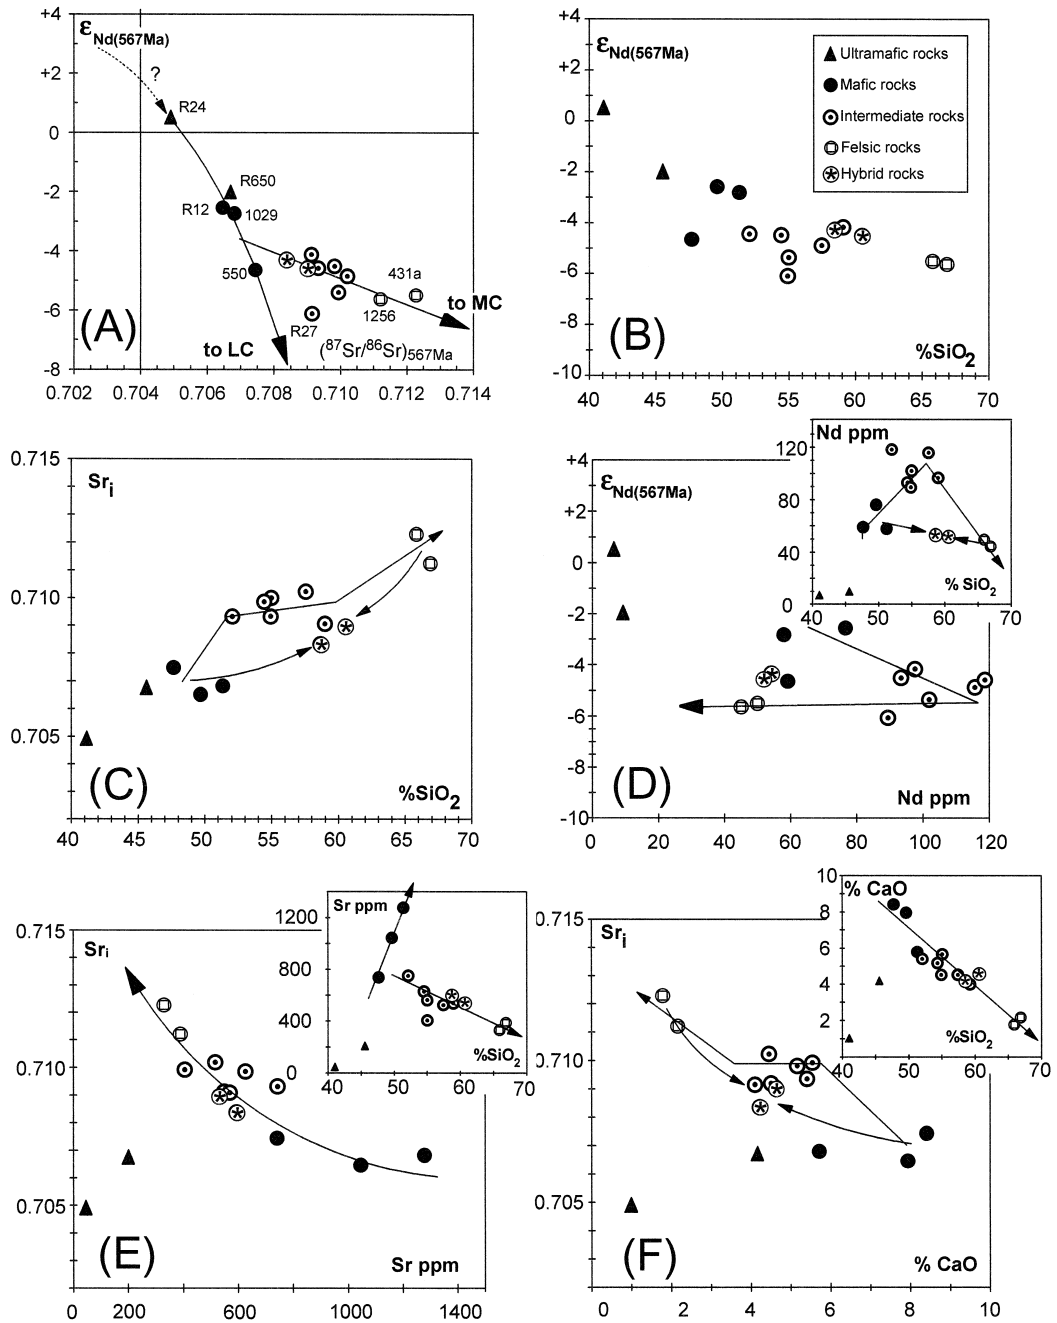 +4
+2
0
-2
-4
-6
-8
εNd(567Ma)
?
R24
R650
R12
1029
550
431a
1256
R27
to MC
to LC
(87Sr/86Sr)567Ma
(A)
0.702 0.704 0.706 0.708 0.710 0.712 0.714
+4
+2
0
-2
-4
-6
-8
-10
εNd(567Ma)
Ultramafic rocks
Mafic rocks
Intermediate rocks
Felsic rocks
Hybrid rocks
(B)
%SiO2
40 45 50 55 60 65 70
0.715
0.710
0.705
Sri
(C)
%SiO2
40 45 50 55 60 65 70
+4
+2
0
-2
-4
-6
-8
-10
εNd(567Ma)
Nd ppm
120
80
40
0
% SiO2
40 50 60 70
(D)
Nd ppm
0 20 40 60 80 100 120
0.715
0.710
0.705
Sri
Sr ppm
1200
800
400
0
%SiO2
40 50 60 70
(E)
Sr ppm
0 200 400 600 1000 1400
0.715
0.710
0.705
Sri
% CaO
10
8
6
4
2
%SiO2
40 50 60 70
(F)
% CaO
0 2 4 6 8 10